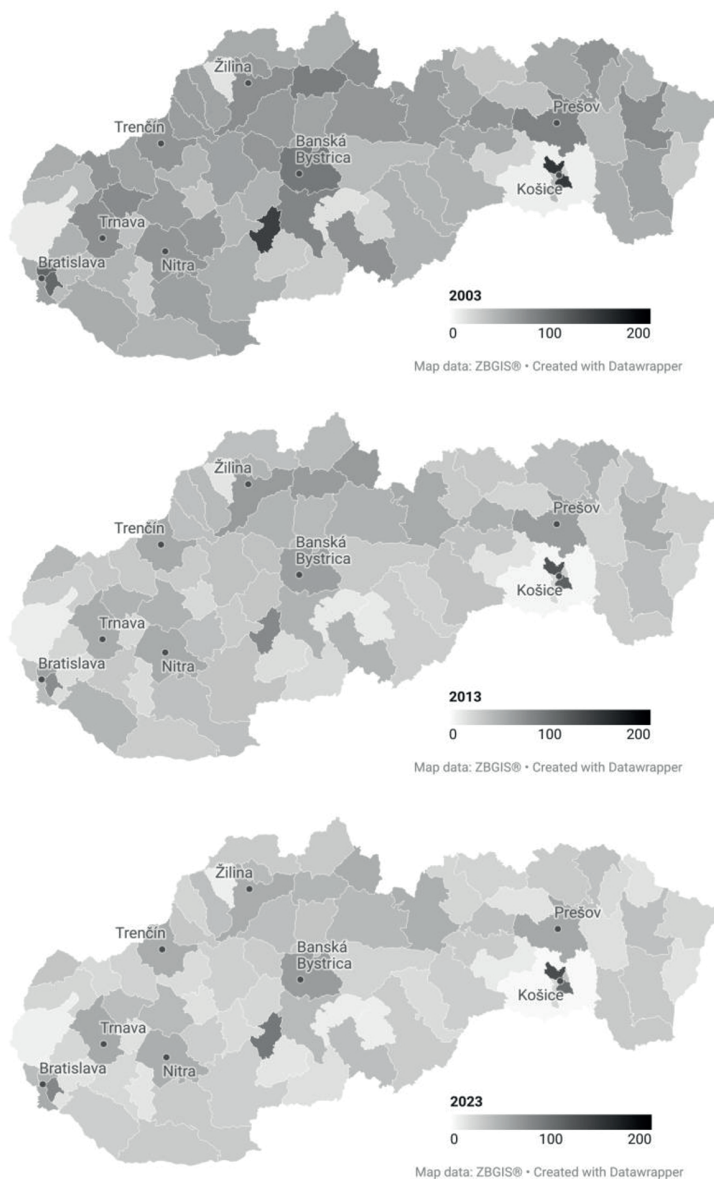 Žilina
Trenčín
Banská
Bystrica
Prešov
Košice
Trnava
Bratislava
Nitra
2003
0 100 200
Map data: ZBGIS® • Created with Datawrapper
Žilina
Trenčín
Banská
Bystrica
Prešov
Košice
Trnava
Bratislava
Nitra
2013
0 100 200
Map data: ZBGIS® • Created with Datawrapper
Žilina
Trenčín
Banská
Bystrica
Prešov
Košice
Trnava
Bratislava
Nitra
2023
0 100 200
Map data: ZBGIS® • Created with Datawrapper